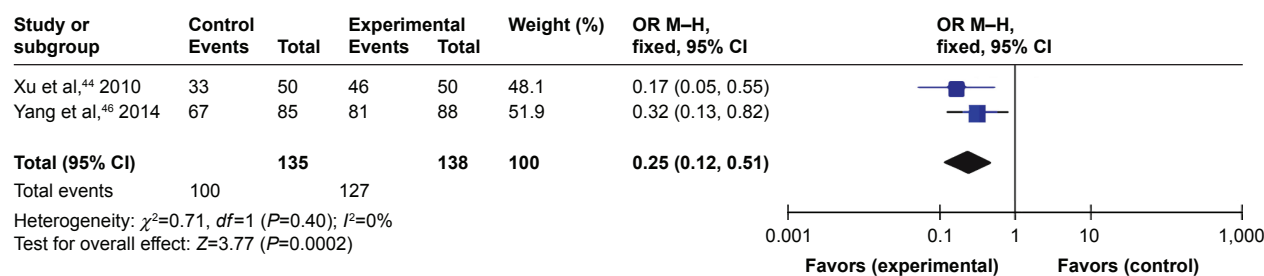 Study or subgroup Control Events Total Experimental Events Total Weight (%) OR M–H, fixed, 95% CI OR M–H, fixed, 95% CI
Xu et al,⁴⁴ 2010 33 50 46 50 48.1 0.17 (0.05, 0.55)
Yang et al,⁴⁶ 2014 67 85 81 88 51.9 0.32 (0.13, 0.82)
Total (95% CI) 135 138 100 0.25 (0.12, 0.51)
Total events 100 127
Heterogeneity: χ²=0.71, df=1 (P=0.40); I²=0%
Test for overall effect: Z=3.77 (P=0.0002)
0.001 0.1 1 10 1,000
Favors (experimental) Favors (control)